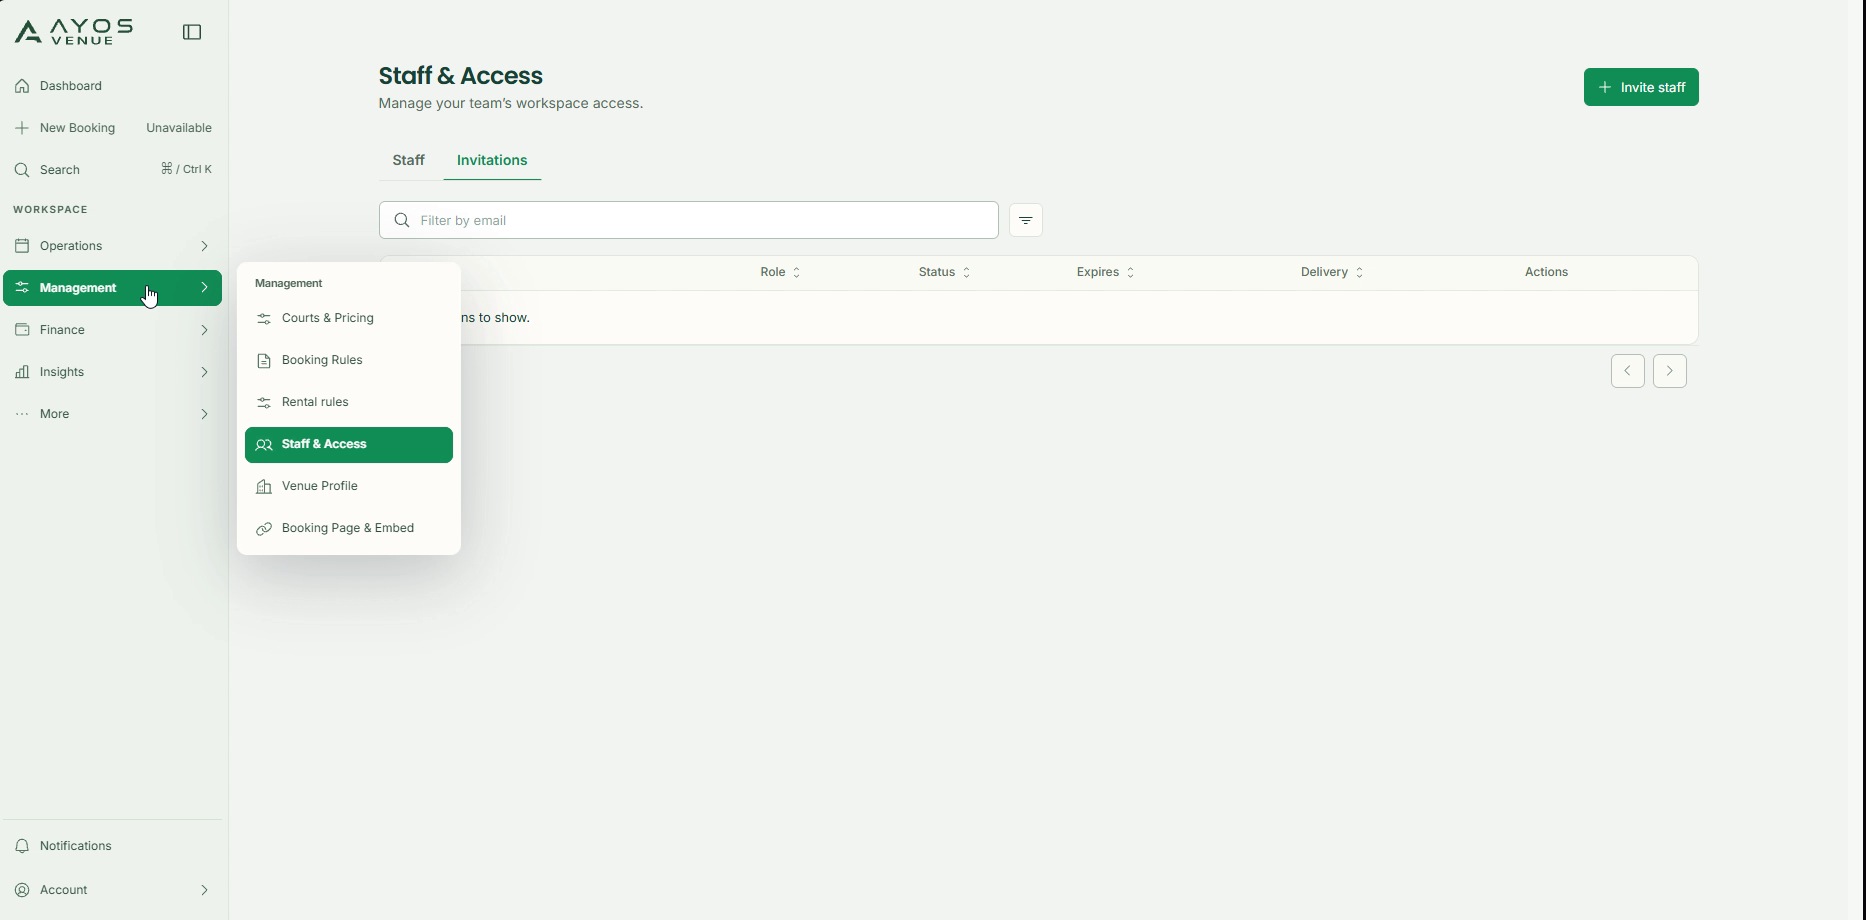 AYOS
VENUE
Dashboard
New Booking Unavailable
Search ⌘ / Ctrl K
WORKSPACE
Operations
Management
Finance
Insights
More
Notifications
Account
Staff & Access
Manage your team's workspace access.
Invite staff
Staff Invitations
Filter by email
Role Status Expires Delivery Actions
ns to show.
Management
Courts & Pricing
Booking Rules
Rental rules
Staff & Access
Venue Profile
Booking Page & Embed